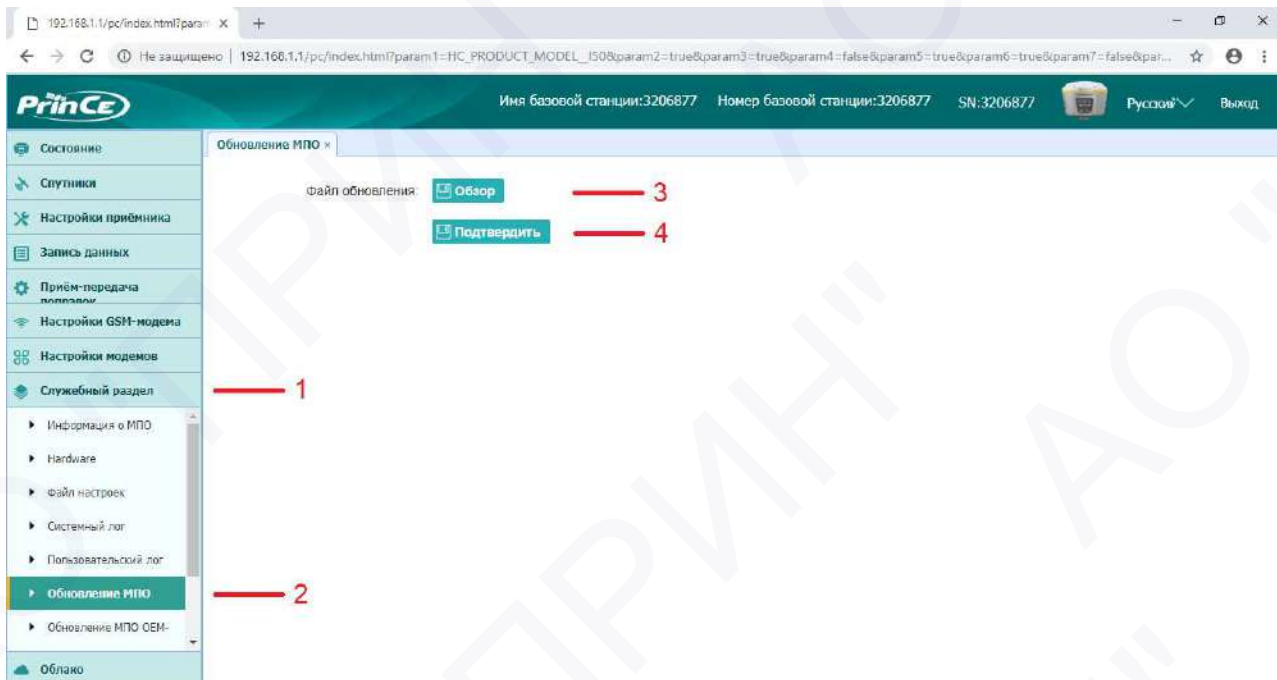 192.168.1.1/pc/index.html?param
Не защищено | 192.168.1.1/pc/index.html?param1=HC_PRODUCT_MODEL__I50&param2=true&param3=true&param4=false&param5=true&param6=true&param7=false&par...
PrinCe Имя базовой станции:3206877 Номер базовой станции:3206877 SN:3206877 Русский Выход
Состояние
Обновление МПО ×
Спутники
Файл обновления: Обзор 3
Настройки приёмника
Подтвердить 4
Запись данных
Приём-передача
поправок
Настройки GSM-модема
Настройки модемов
Служебный раздел 1
Информация о МПО
Hardware
Файл настроек
Системный лог
Пользовательский лог
Обновление МПО 2
Обновление МПО OEM-
Облако
АО "ПРИН"